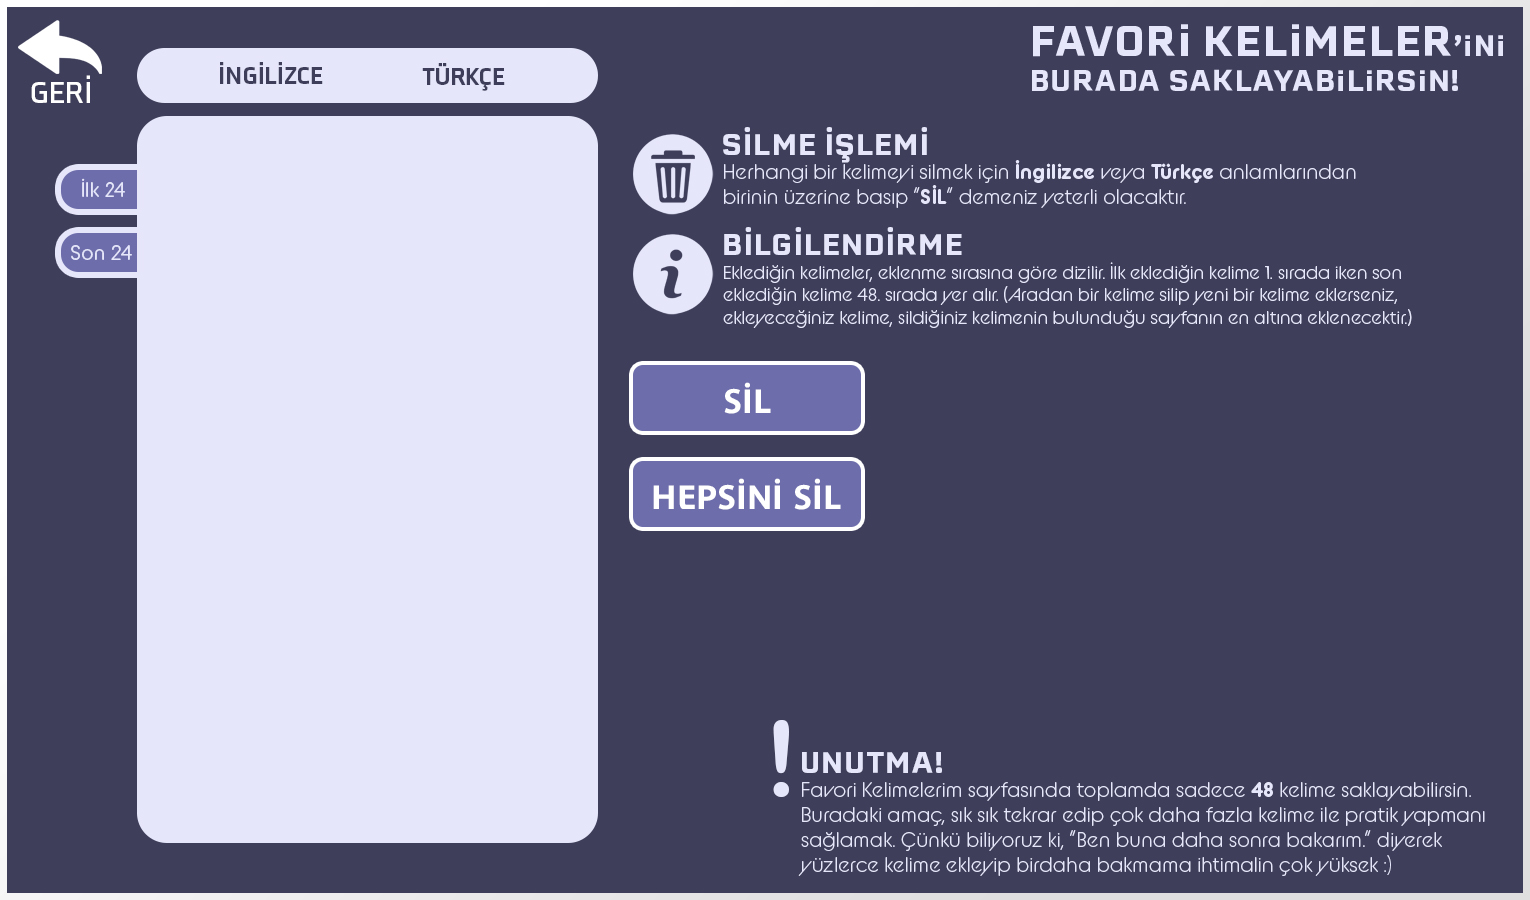 GERİ
İNGİLİZCE TÜRKÇE
İlk 24
Son 24
FAVORİ KELİMELER'İNİ
BURADA SAKLAYABİLİRSİN!
SİLME İŞLEMİ
Herhangi bir kelimeyi silmek için İngilizce veya Türkçe anlamlarından
birinin üzerine basıp "SİL" demeniz yeterli olacaktır.
BİLGİLENDİRME
Eklediğin kelimeler, eklenme sırasına göre dizilir. İlk eklediğin kelime 1. sırada iken son
eklediğin kelime 48. sırada yer alır. (Aradan bir kelime silip yeni bir kelime eklerseniz,
ekleyeceğiniz kelime, sildiğiniz kelimenin bulunduğu sayfanın en altına eklenecektir.)
SİL
HEPSİNİ SİL
! UNUTMA!
Favori Kelimelerim sayfasında toplamda sadece 48 kelime saklayabilirsin.
Buradaki amaç, sık sık tekrar edip çok daha fazla kelime ile pratik yapmanı
sağlamak. Çünkü biliyoruz ki, "Ben buna daha sonra bakarım." diyerek
yüzlerce kelime ekleyip birdaha bakmama ihtimalin çok yüksek :)